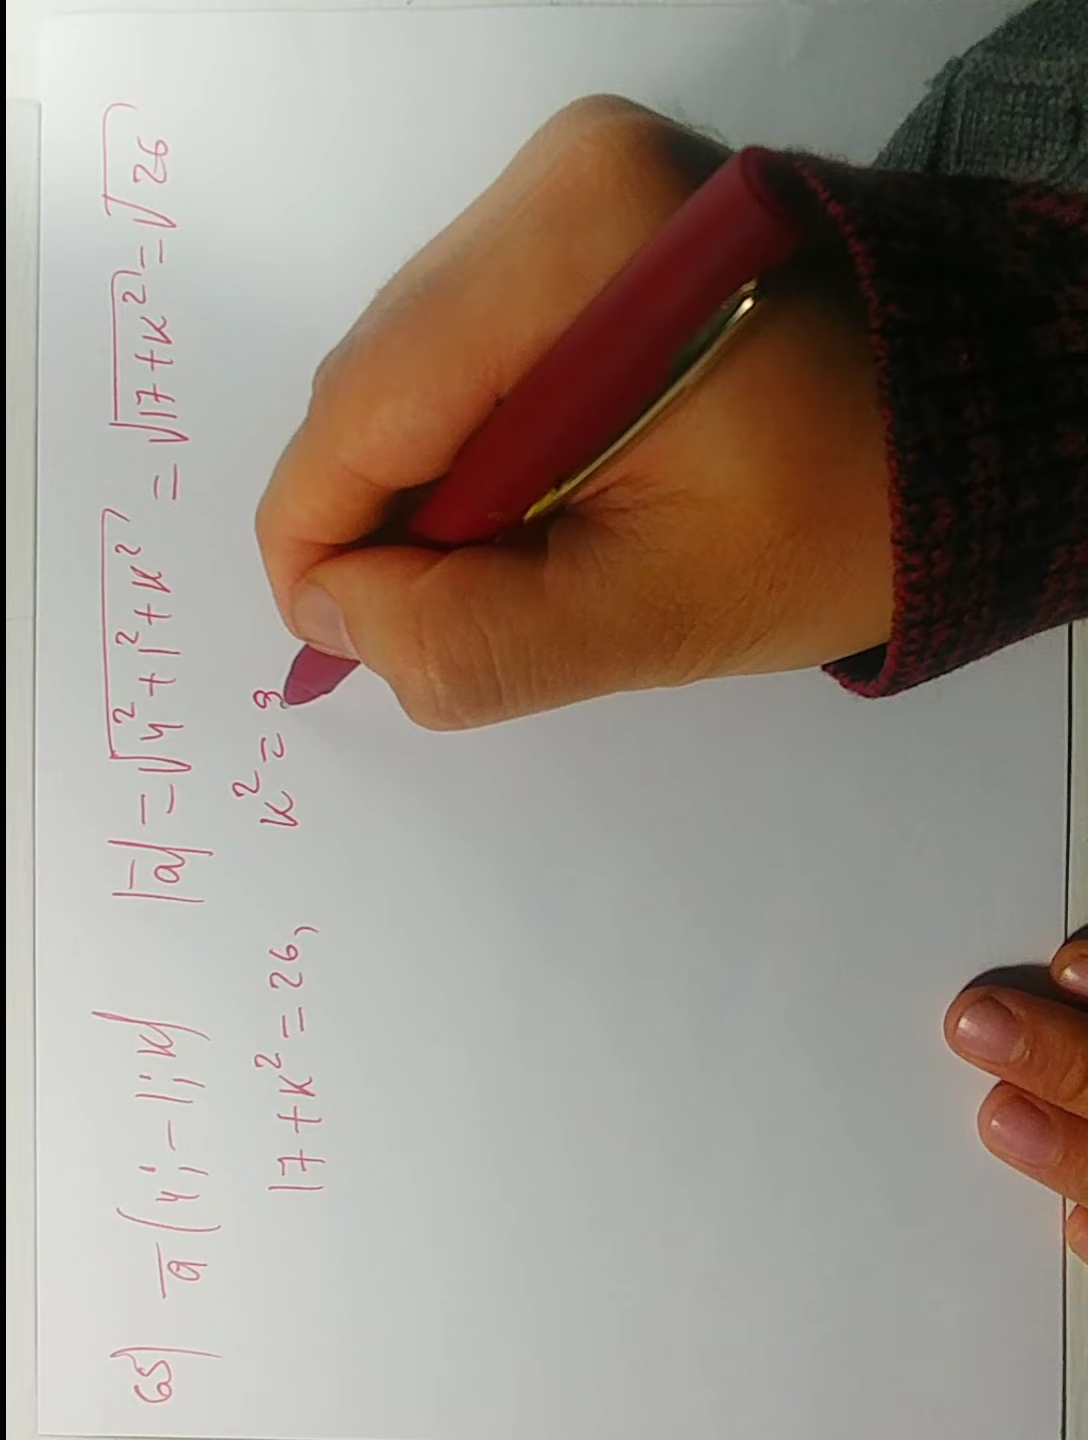 65) a̅ (4; -1; k) |a̅| = √4² + 1² + k² = √17 + k² = √26
17 + k² = 26, k² = 9